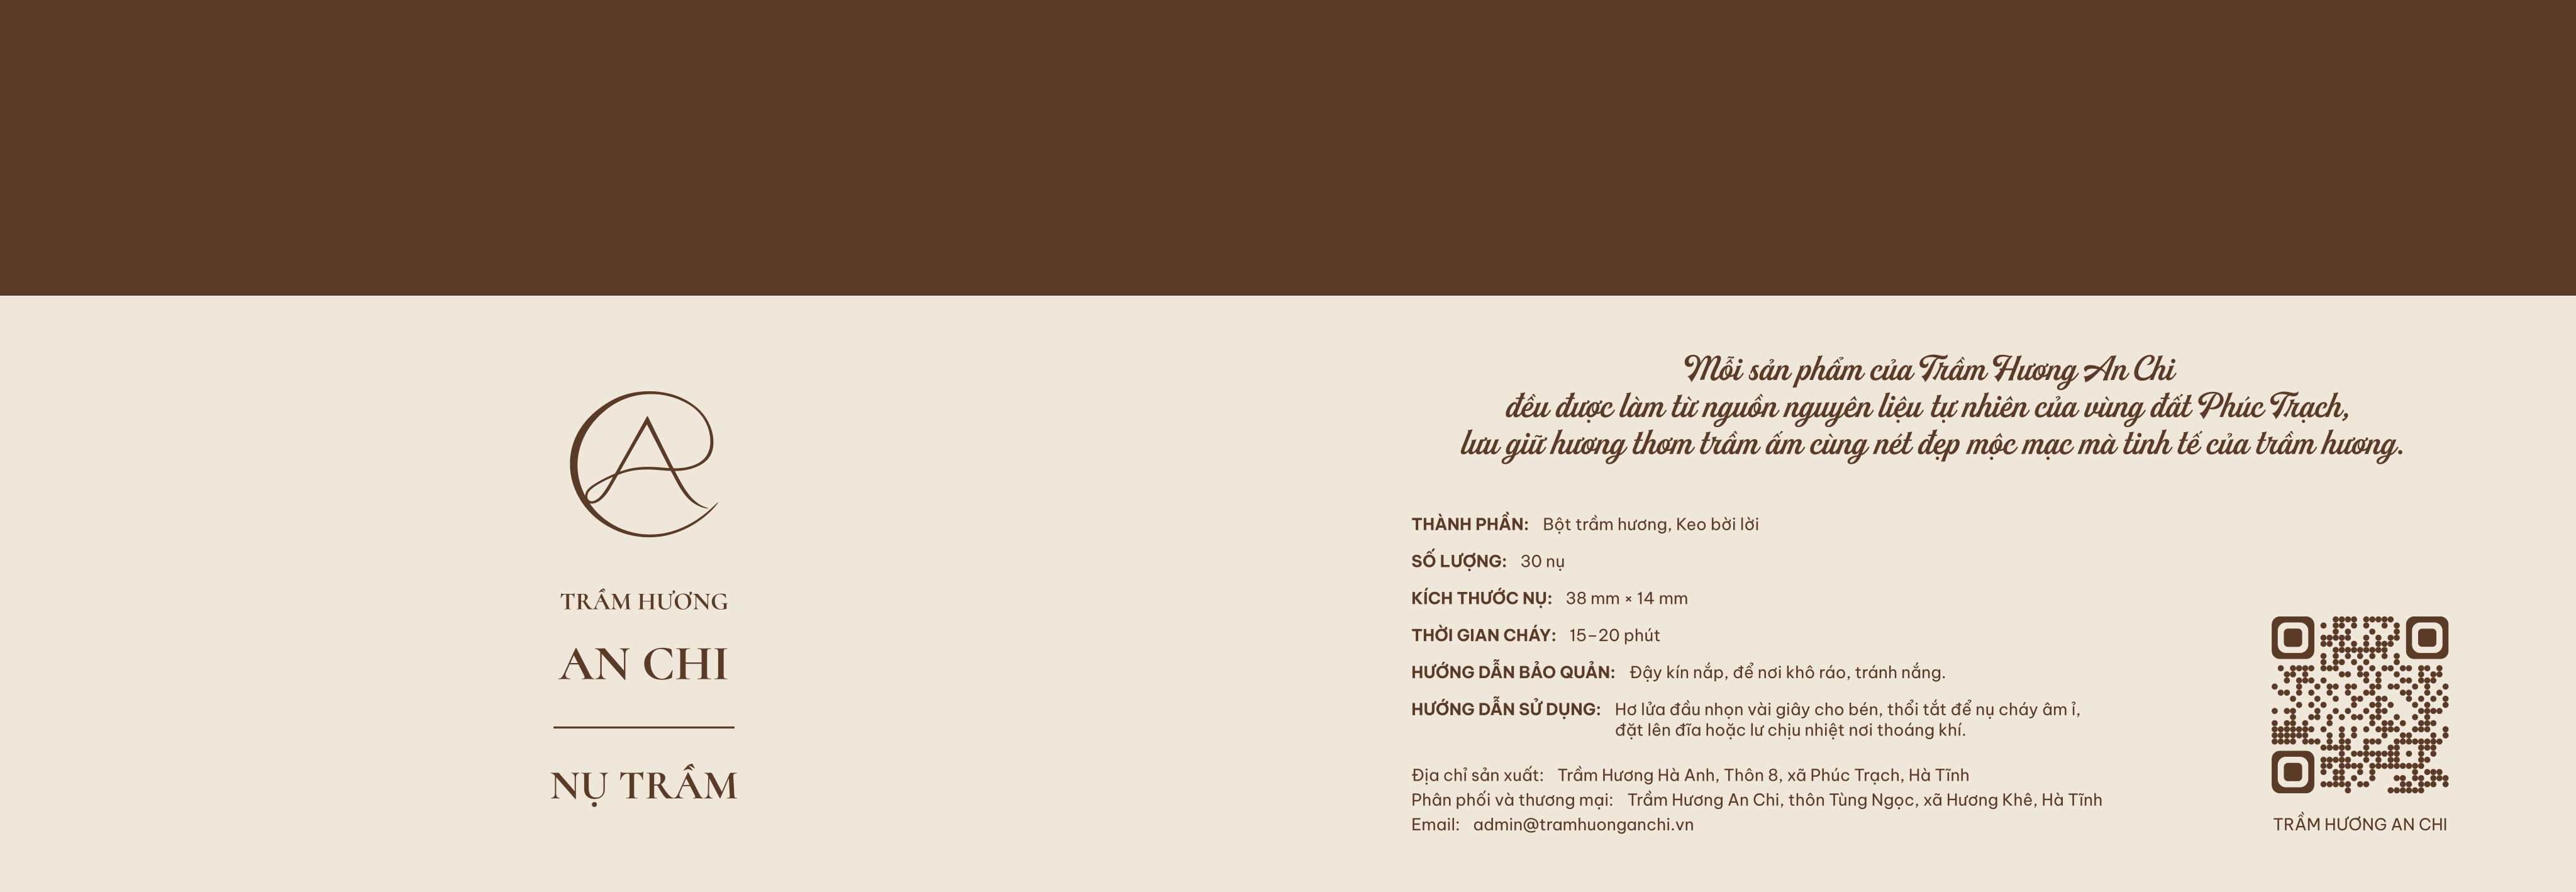 TRẦM HƯƠNG
AN CHI
NỤ TRẦM
Mỗi sản phẩm của Trầm Hương An Chi
đều được làm từ nguồn nguyên liệu tự nhiên của vùng đất Phúc Trạch,
lưu giữ hương thơm trầm ấm cùng nét đẹp mộc mạc mà tinh tế của trầm hương.
THÀNH PHẦN: Bột trầm hương, Keo bời lời
SỐ LƯỢNG: 30 nụ
KÍCH THƯỚC NỤ: 38 mm × 14 mm
THỜI GIAN CHÁY: 15–20 phút
HƯỚNG DẪN BẢO QUẢN: Đậy kín nắp, để nơi khô ráo, tránh nắng.
HƯỚNG DẪN SỬ DỤNG: Hơ lửa đầu nhọn vài giây cho bén, thổi tắt để nụ cháy âm ỉ,
đặt lên đĩa hoặc lư chịu nhiệt nơi thoáng khí.
Địa chỉ sản xuất: Trầm Hương Hà Anh, Thôn 8, xã Phúc Trạch, Hà Tĩnh
Phân phối và thương mại: Trầm Hương An Chi, thôn Tùng Ngọc, xã Hương Khê, Hà Tĩnh
Email: admin@tramhuonganchi.vn
TRẦM HƯƠNG AN CHI